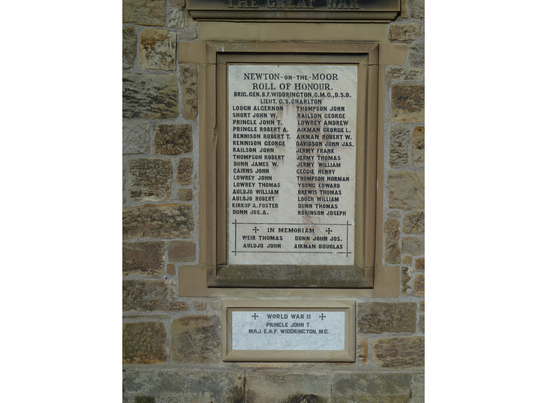 THE GREAT WAR
NEWTON-ON-THE-MOOR
ROLL OF HONOUR.
BRIG. GEN. B.F. WIDDRINGTON, C.M.G., D.S.O.
LIEUT. C. S. CHARLTON
LOUGH ALGERNON THOMPSON JOHN
SHORT JOHN W. RAILSON GEORGE
PRINGLE JOHN T. LOWREY ANDREW
PRINGLE ROBERT A. AIKMAN GEORGE L.
RENNISON ROBERT T. AIKMAN ROBERT W.
RENNISON GEORGE DAVIDSON JOHN JAS.
RAILSON JOHN JERMY FRANK
THOMPSON ROBERT JERMY THOMAS
DUNN JAMES W. JERMY WILLIAM
CAIRNS JOHN CLEGGIE HENRY
LOWREY JOHN THOMPSON NORMAN
LOWREY THOMAS YOUNG EDWARD
AULDJO WILLIAM BREWIS THOMAS
AULDJO ROBERT LOUGH WILLIAM
KIRKUP A. FOSTER DUNN THOMAS
DUNN JOS. A. ROBINSON JOSEPH
IN MEMORIAM
WEIR THOMAS DUNN JOHN JOS.
AULDJO JOHN AIKMAN DOUGLAS
WORLD WAR II
PRINGLE JOHN T.
MAJ. E.A.F. WIDDRINGTON, M.C.